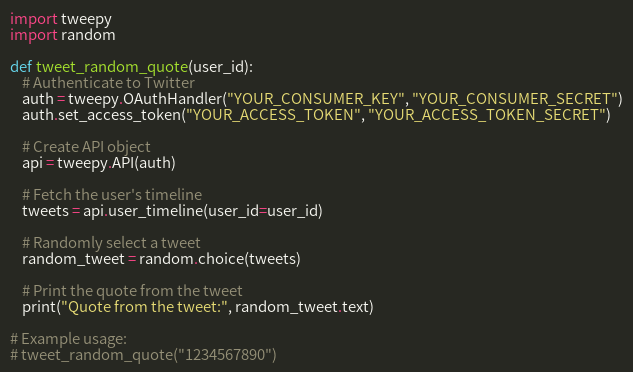 import tweepy
import random
def tweet_random_quote(user_id):
# Authenticate to Twitter
auth = tweepy.OAuthHandler("YOUR_CONSUMER_KEY", "YOUR_CONSUMER_SECRET")
auth.set_access_token("YOUR_ACCESS_TOKEN", "YOUR_ACCESS_TOKEN_SECRET")
# Create API object
api = tweepy.API(auth)
# Fetch the user's timeline
tweets = api.user_timeline(user_id=user_id)
# Randomly select a tweet
random_tweet = random.choice(tweets)
# Print the quote from the tweet
print("Quote from the tweet:", random_tweet.text)
# Example usage:
# tweet_random_quote("1234567890")